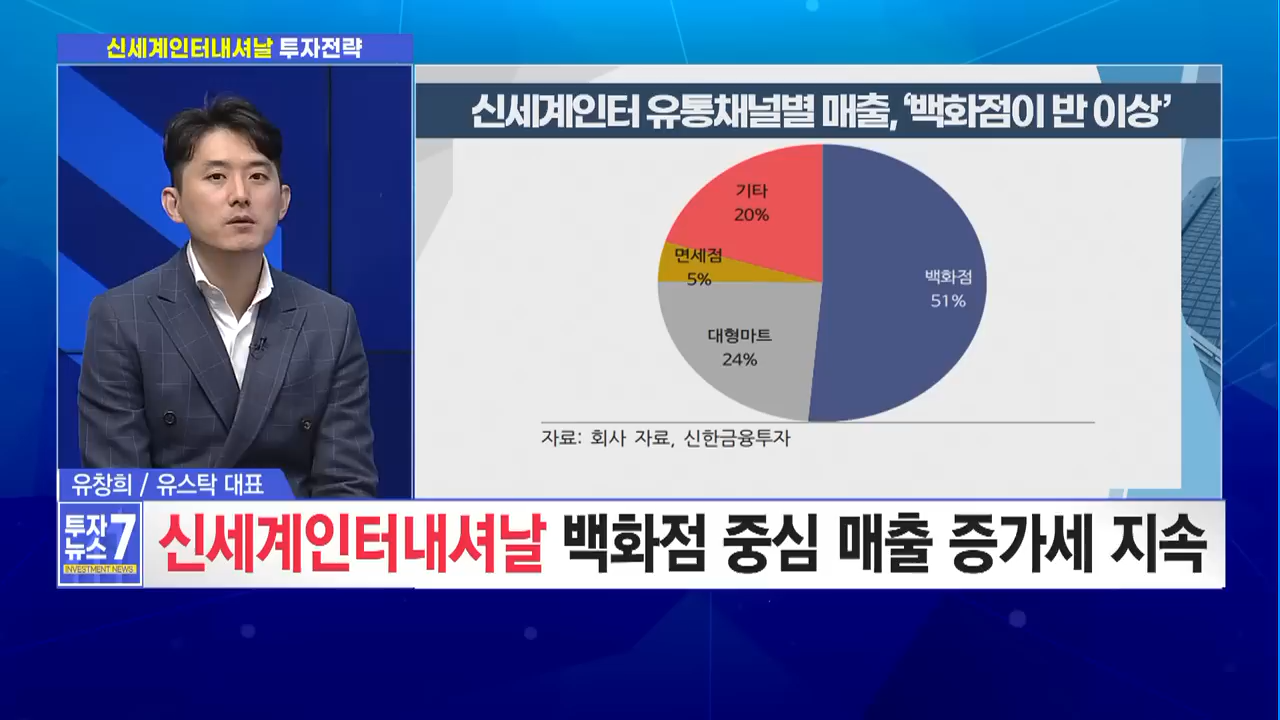 신세계인터내셔날 투자전략
신세계인터 유통채널별 매출, ‘백화점이 반 이상’
기타
20%
면세점
5%
백화점
51%
대형마트
24%
자료: 회사 자료, 신한금융투자
유창희 / 유스탁 대표
투자
뉴스 7
INVESTMENT NEWS
신세계인터내셔날 백화점 중심 매출 증가세 지속